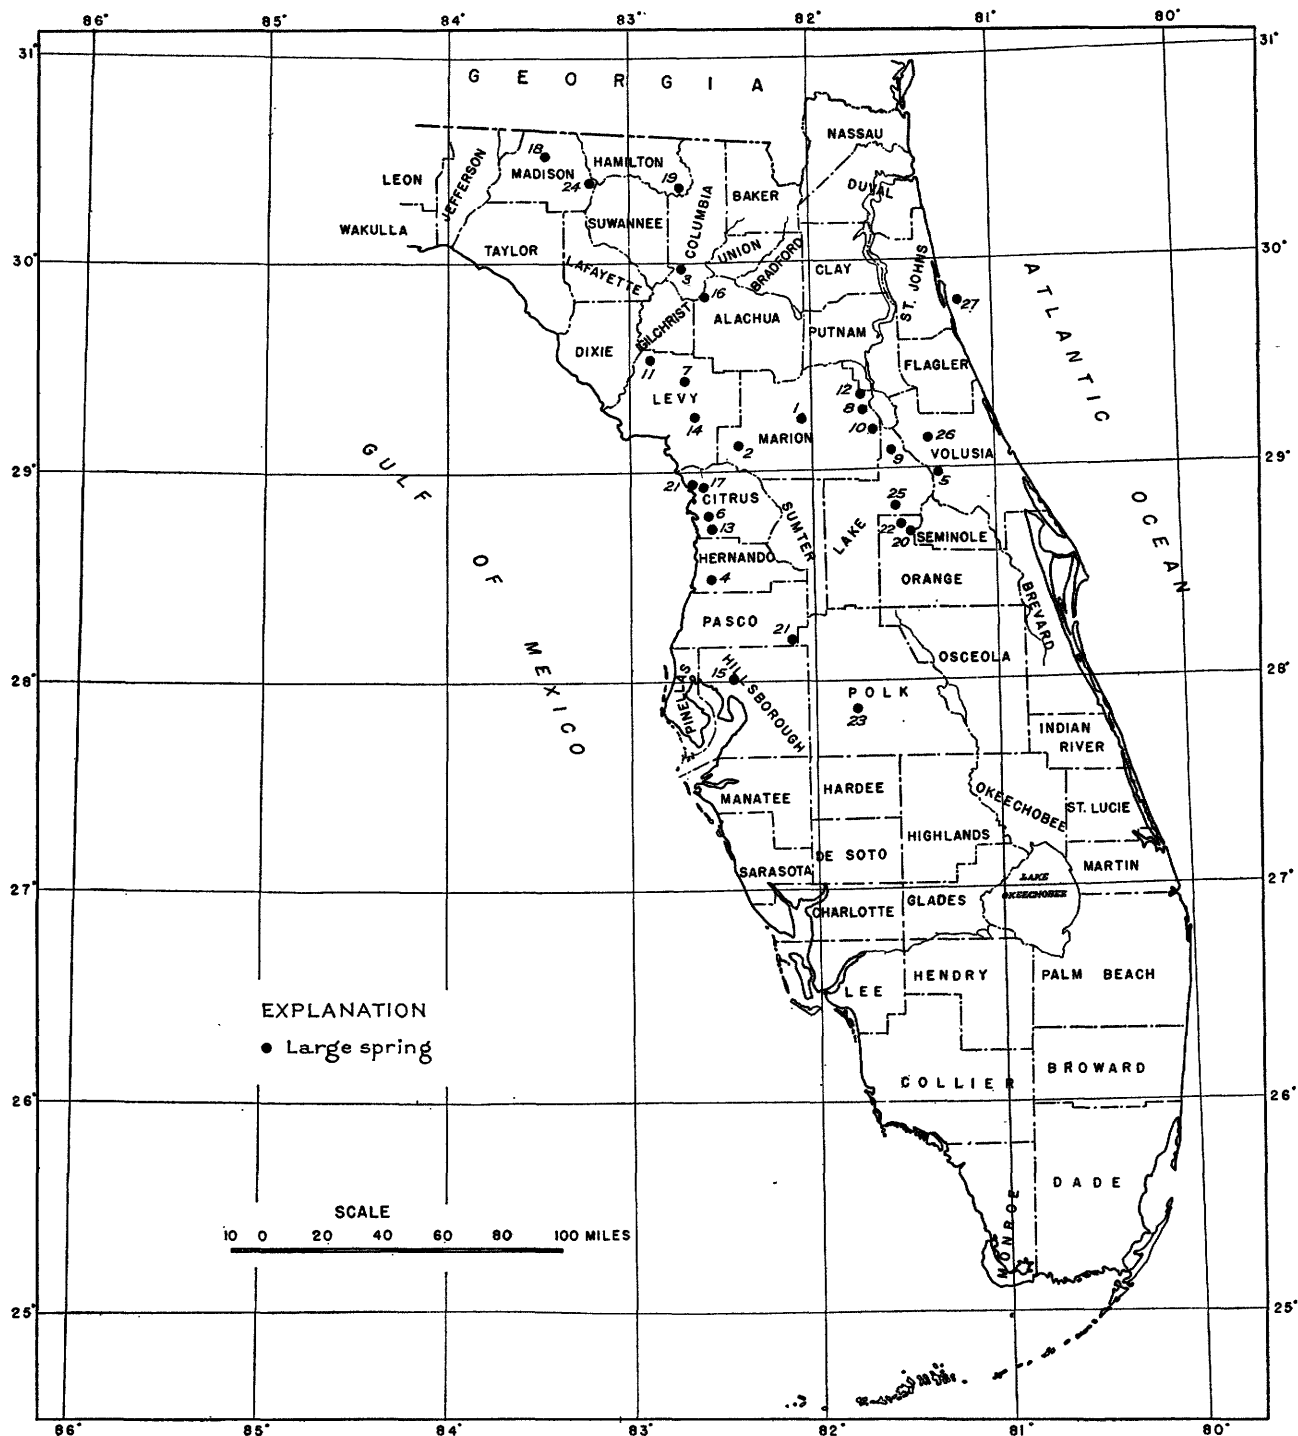 86° 85° 84° 83° 82° 81° 80°
31° 31°
G E O R G I A
NASSAU
18
MADISON
HAMILTON
24
19
LEON
JEFFERSON
BAKER
DUVAL
COLUMBIA
WAKULLA
SUWANNEE
TAYLOR
UNION
BRADFORD
30° 30°
LAFAYETTE
3
CLAY
ST. JOHNS
16
27
GILCHRIST
ALACHUA
PUTNAM
DIXIE
FLAGLER
11
7
LEVY
14
1
MARION
2
12
8
10
26
VOLUSIA
9
5
29° 29°
21
17
CITRUS
6
13
SUMTER
LAKE
25
22
20
SEMINOLE
HERNANDO
4
ORANGE
BREVARD
PASCO
21
OSCEOLA
28° 28°
PINELLAS
15
HILLSBOROUGH
POLK
23
INDIAN
RIVER
MANATEE
HARDEE
OKEECHOBEE
ST. LUCIE
HIGHLANDS
DE SOTO
SARASOTA
MARTIN
27° 27°
LAKE
OKEECHOBEE
CHARLOTTE
GLADES
LEE
HENDRY
PALM BEACH
COLLIER
BROWARD
26° 26°
DADE
MONROE
25° 25°
GULF OF MEXICO
ATLANTIC OCEAN
EXPLANATION
Large spring
SCALE
10 0 20 40 60 80 100 MILES
86° 85° 84° 83° 82° 81° 80°